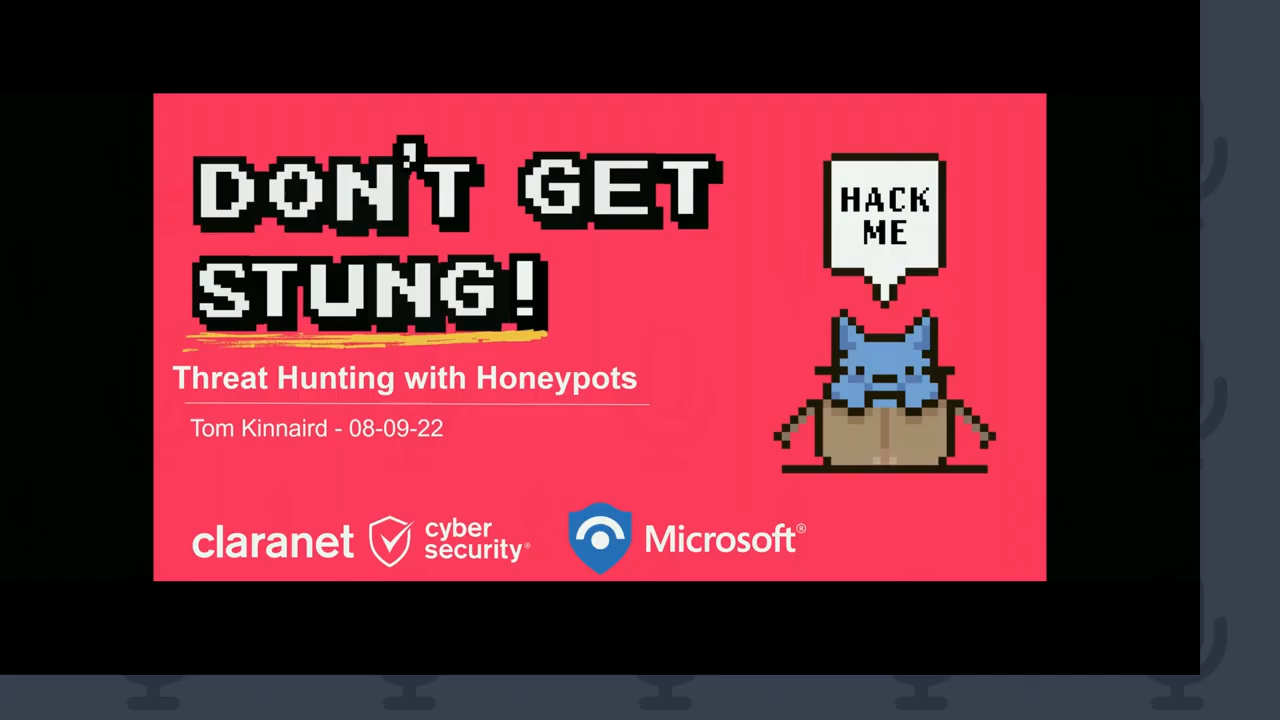 DON'T GET
STUNG!
HACK
ME
Threat Hunting with Honeypots
Tom Kinnaird - 08-09-22
claranet cyber security®
Microsoft®